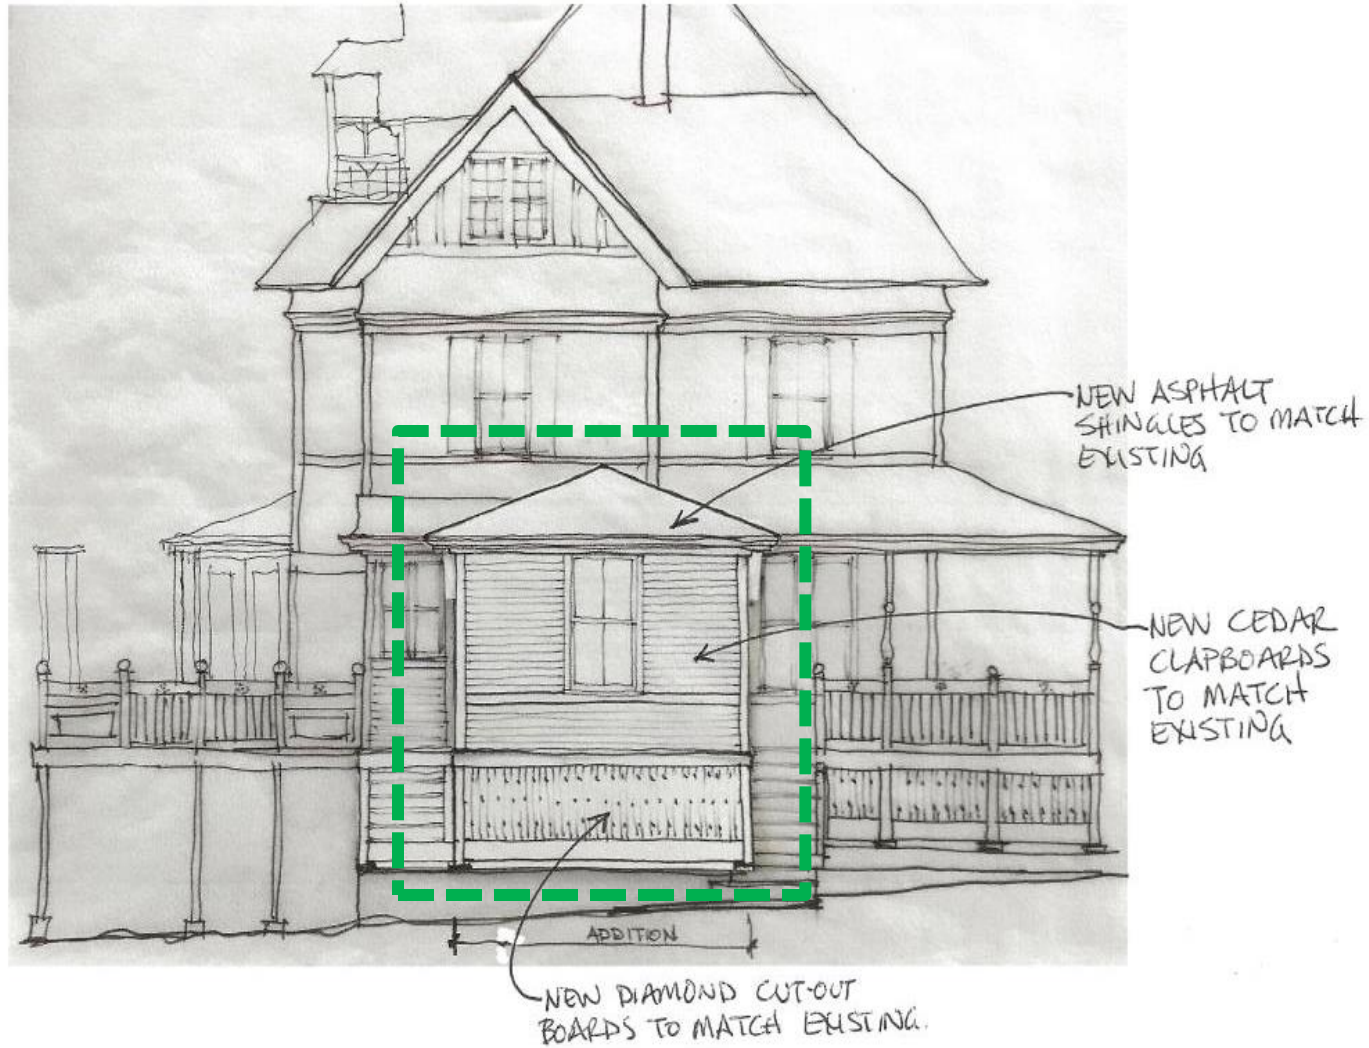 NEW ASPHALT
SHINGLES TO MATCH
EXISTING
NEW CEDAR
CLAPBOARDS
TO MATCH
EXISTING
ADDITION
NEW DIAMOND CUT-OUT
BOARDS TO MATCH EXISTING.